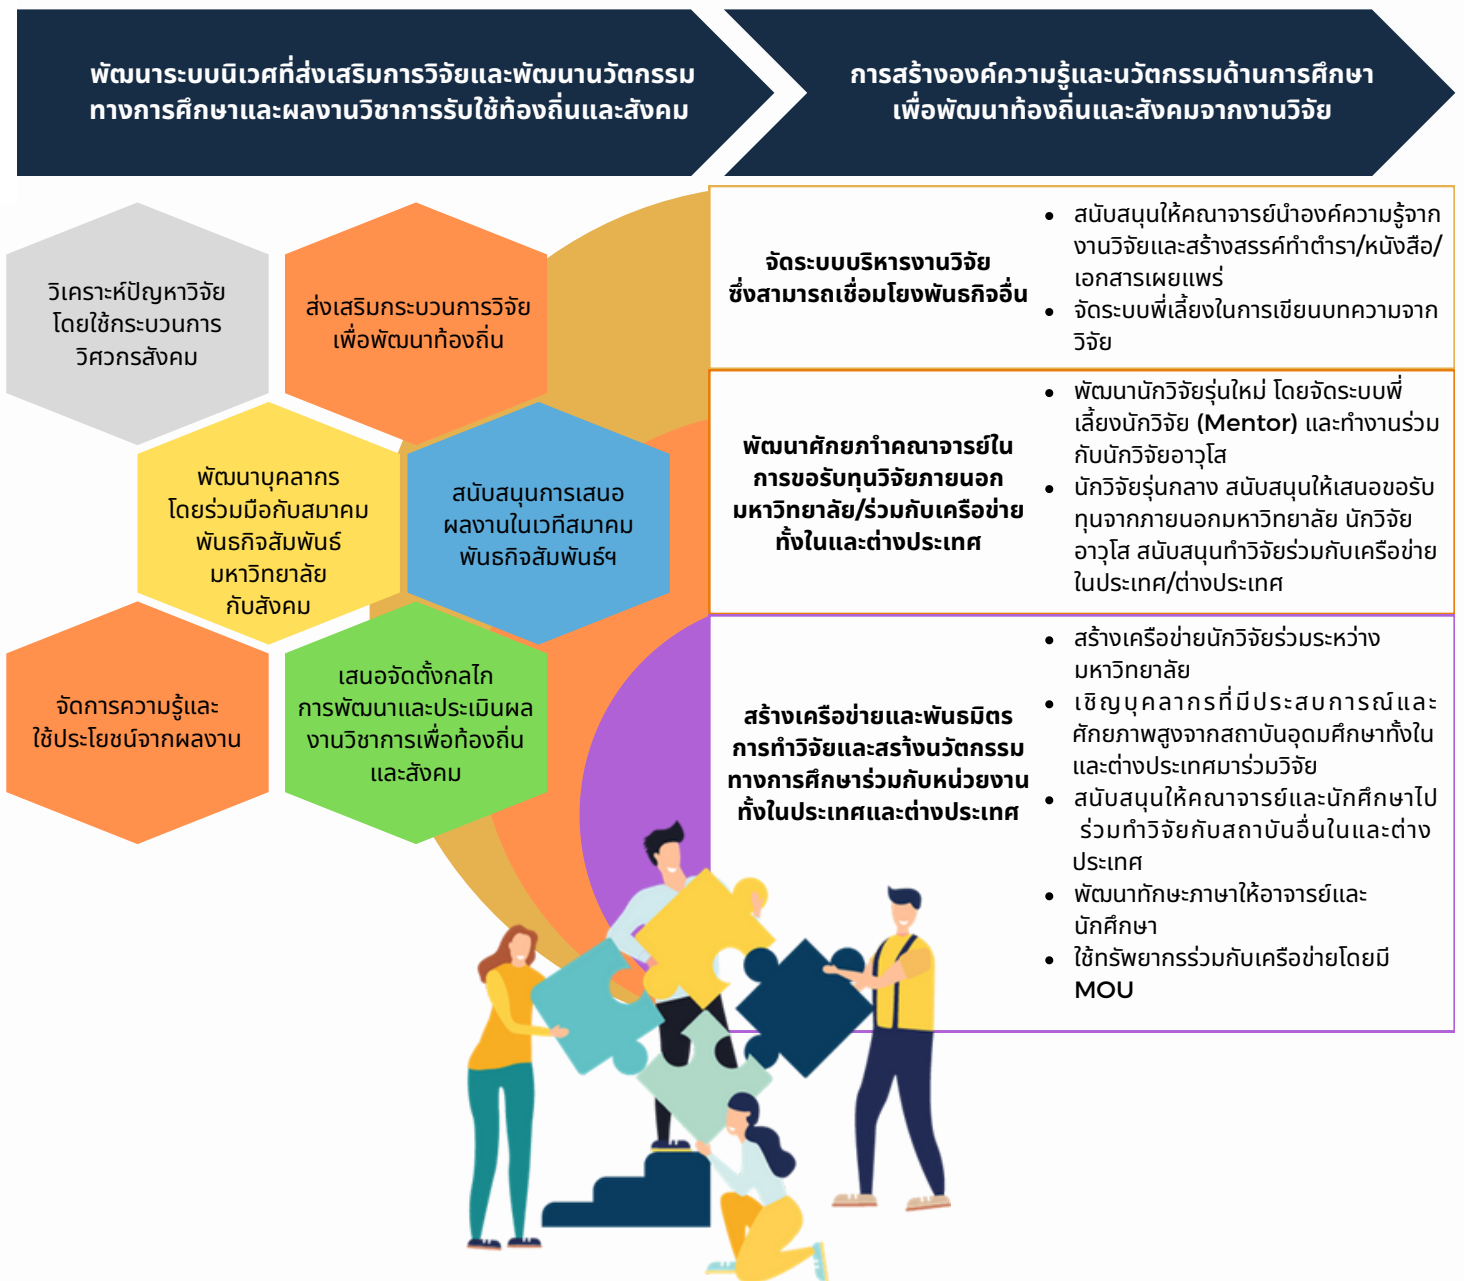 พัฒนาระบบนิเวศที่ส่งเสริมการวิจัยและพัฒนานวัตกรรม
ทางการศึกษาและผลงานวิชาการรับใช้ท้องถิ่นและสังคม
การสร้างองค์ความรู้และนวัตกรรมด้านการศึกษา
เพื่อพัฒนาท้องถิ่นและสังคมจากงานวิจัย
วิเคราะห์ปัญหาวิจัย
โดยใช้กระบวนการ
วิศวกรสังคม
ส่งเสริมกระบวนการวิจัย
เพื่อพัฒนาท้องถิ่น
พัฒนาบุคลากร
โดยร่วมมือกับสมาคม
พันธกิจสัมพันธ์
มหาวิทยาลัย
กับสังคม
สนับสนุนการเสนอ
ผลงานในเวทีสมาคม
พันธกิจสัมพันธ์ฯ
จัดการความรู้และ
ใช้ประโยชน์จากผลงาน
เสนอจัดตั้งกลไก
การพัฒนาและประเมินผล
งานวิชาการเพื่อท้องถิ่น
และสังคม
จัดระบบบริหารงานวิจัย
ซึ่งสามารถเชื่อมโยงพันธกิจอื่น
• สนับสนุนให้คณาจารย์นำองค์ความรู้จาก
งานวิจัยและสร้างสรรค์ทำตำรา/หนังสือ/
เอกสารเผยแพร่
• จัดระบบพี่เลี้ยงในการเขียนบทความจาก
วิจัย
พัฒนาศักยภาำคณาจารย์ใน
การขอรับทุนวิจัยภายนอก
มหาวิทยาลัย/ร่วมกับเครือข่าย
ทั้งในและต่างประเทศ
• พัฒนานักวิจัยรุ่นใหม่ โดยจัดระบบพี่
เลี้ยงนักวิจัย (Mentor) และทำงานร่วม
กับนักวิจัยอาวุโส
• นักวิจัยรุ่นกลาง สนับสนุนให้เสนอขอรับ
ทุนจากภายนอกมหาวิทยาลัย นักวิจัย
อาวุโส สนับสนุนทำวิจัยร่วมกับเครือข่าย
ในประเทศ/ต่างประเทศ
สร้างเครือข่ายและพันธมิตร
การทำวิจัยและสรา้งนวัตกรรม
ทางการศึกษาร่วมกับหน่วยงาน
ทั้งในประเทศและต่างประเทศ
• สร้างเครือข่ายนักวิจัยร่วมระหว่าง
มหาวิทยาลัย
• เชิญบุคลากรที่มีประสบการณ์และ
ศักยภาพสูงจากสถาบันอุดมศึกษาทั้งใน
และต่างประเทศมาร่วมวิจัย
• สนับสนุนให้คณาจารย์และนักศึกษาไป
ร่วมทำวิจัยกับสถาบันอื่นในและต่าง
ประเทศ
• พัฒนาทักษะภาษาให้อาจารย์และ
นักศึกษา
• ใช้ทรัพยากรร่วมกับเครือข่ายโดยมี
MOU